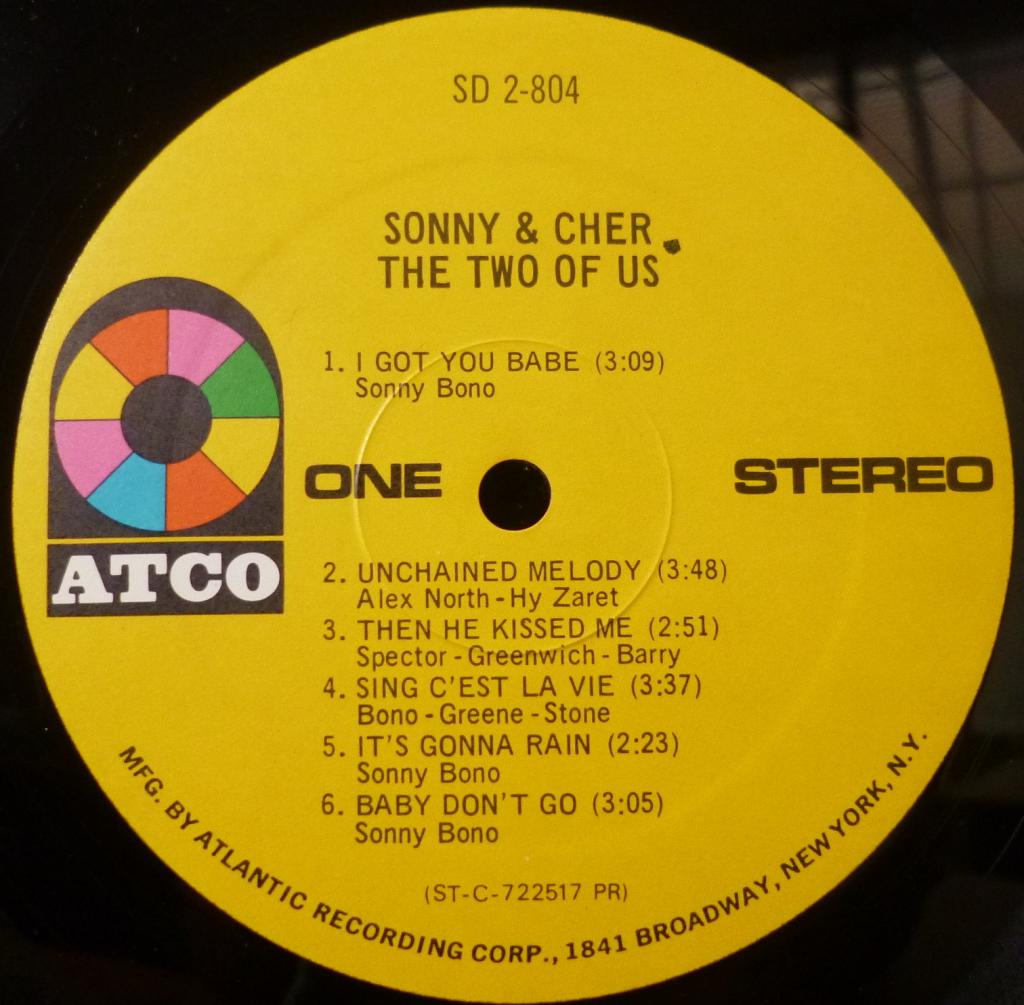 SD 2-804
SONNY & CHER
THE TWO OF US
1. I GOT YOU BABE (3:09)
Sonny Bono
ONE
STEREO
ATCO
2. UNCHAINED MELODY (3:48)
Alex North - Hy Zaret
3. THEN HE KISSED ME (2:51)
Spector - Greenwich - Barry
4. SING C'EST LA VIE (3:37)
Bono - Greene - Stone
5. IT'S GONNA RAIN (2:23)
Sonny Bono
6. BABY DON'T GO (3:05)
Sonny Bono
(ST-C-722517 PR)
MFG. BY ATLANTIC RECORDING CORP., 1841 BROADWAY, NEW YORK, N.Y.